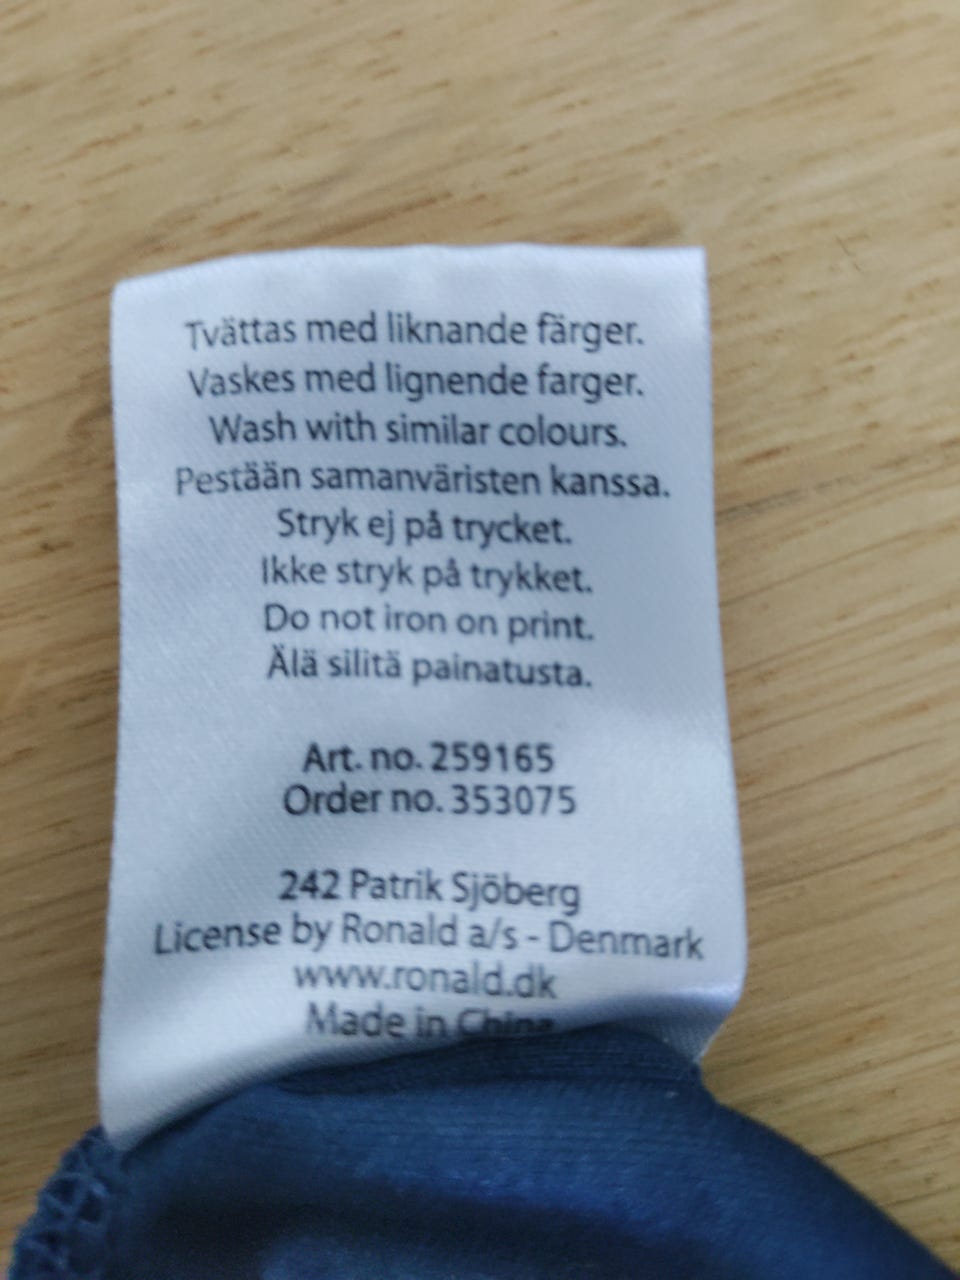 Tvättas med liknande färger.
Vaskes med lignende farger.
Wash with similar colours.
Pestään samanväristen kanssa.
Stryk ej på trycket.
Ikke stryk på trykket.
Do not iron on print.
Älä silitä painatusta.
Art. no. 259165
Order no. 353075
242 Patrik Sjöberg
License by Ronald a/s - Denmark
www.ronald.dk
Made in China